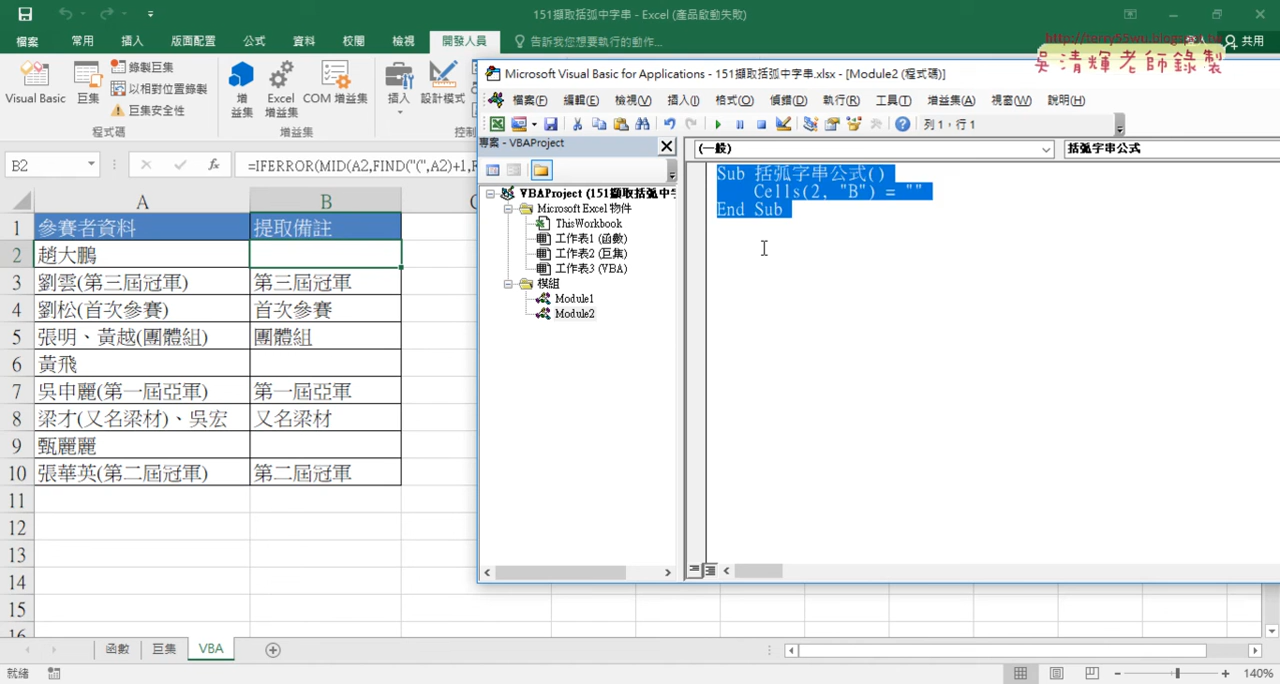 151擷取括弧中字串 - Excel (產品啟動失敗)
檔案 常用 插入 版面配置 公式 資料 校閱 檢視 開發人員 告訴我您想要執行的動作... 共用
http://terry55wu.blogspot.tw
吳清輝老師錄製
Visual Basic 巨集 錄製巨集 以相對位置錄製 巨集安全性 增益集 Excel 增益集 COM 增益集 插入 設計模式
程式碼 增益集
B2 fx =IFERROR(MID(A2,FIND("(",A2)+1,F
A B
1 參賽者資料 提取備註
2 趙大鵬
3 劉雲(第三屆冠軍) 第三屆冠軍
4 劉松(首次參賽) 首次參賽
5 張明、黃越(團體組) 團體組
6 黃飛
7 吳申麗(第一屆亞軍) 第一屆亞軍
8 梁才(又名梁材)、吳宏 又名梁材
9 甄麗麗
10 張華英(第二屆冠軍) 第二屆冠軍
11
12
13
14
15
16
函數 巨集 VBA
就緒 140%
Microsoft Visual Basic for Applications - 151擷取括弧中字串.xlsx - [Module2 (程式碼)]
檔案(F) 編輯(E) 檢視(V) 插入(I) 格式(O) 偵錯(D) 執行(R) 工具(T) 增益集(A) 視窗(W) 說明(H)
列 1，行 1
專案 - VBAProject
VBAProject (151擷取括弧中字
Microsoft Excel 物件
ThisWorkbook
工作表1 (函數)
工作表2 (巨集)
工作表3 (VBA)
模組
Module1
Module2
(一般) 括弧字串公式
Sub 括弧字串公式()
Cells(2, "B") = ""
End Sub